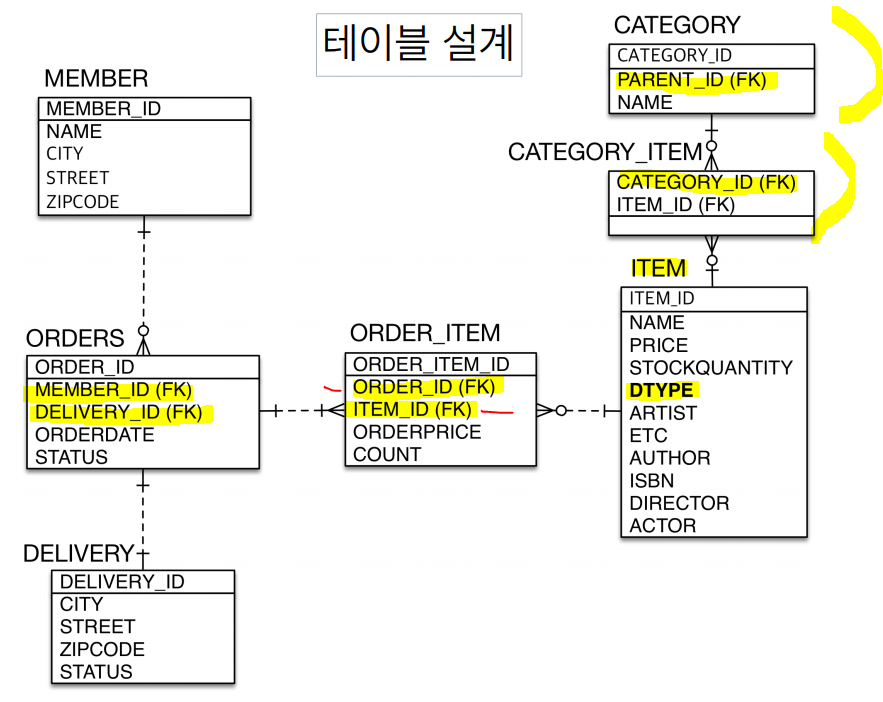 테이블 설계
MEMBER
MEMBER_ID
NAME
CITY
STREET
ZIPCODE
ORDERS
ORDER_ID
MEMBER_ID (FK)
DELIVERY_ID (FK)
ORDERDATE
STATUS
DELIVERY
DELIVERY_ID
CITY
STREET
ZIPCODE
STATUS
ORDER_ITEM
ORDER_ITEM_ID
ORDER_ID (FK)
ITEM_ID (FK)
ORDERPRICE
COUNT
CATEGORY
CATEGORY_ID
PARENT_ID (FK)
NAME
CATEGORY_ITEM
CATEGORY_ID (FK)
ITEM_ID (FK)
ITEM
ITEM_ID
NAME
PRICE
STOCKQUANTITY
DTYPE
ARTIST
ETC
AUTHOR
ISBN
DIRECTOR
ACTOR